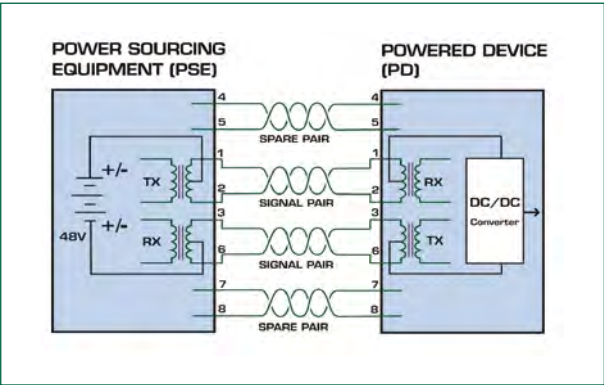 POWER SOURCING
EQUIPMENT (PSE)
POWERED DEVICE
(PD)
4
5
SPARE PAIR
4
5
1
2
SIGNAL PAIR
1
2
+/-
TX
RX
DC/DC
Converter
+/-
48V
RX
TX
3
6
SIGNAL PAIR
3
6
7
8
SPARE PAIR
7
8